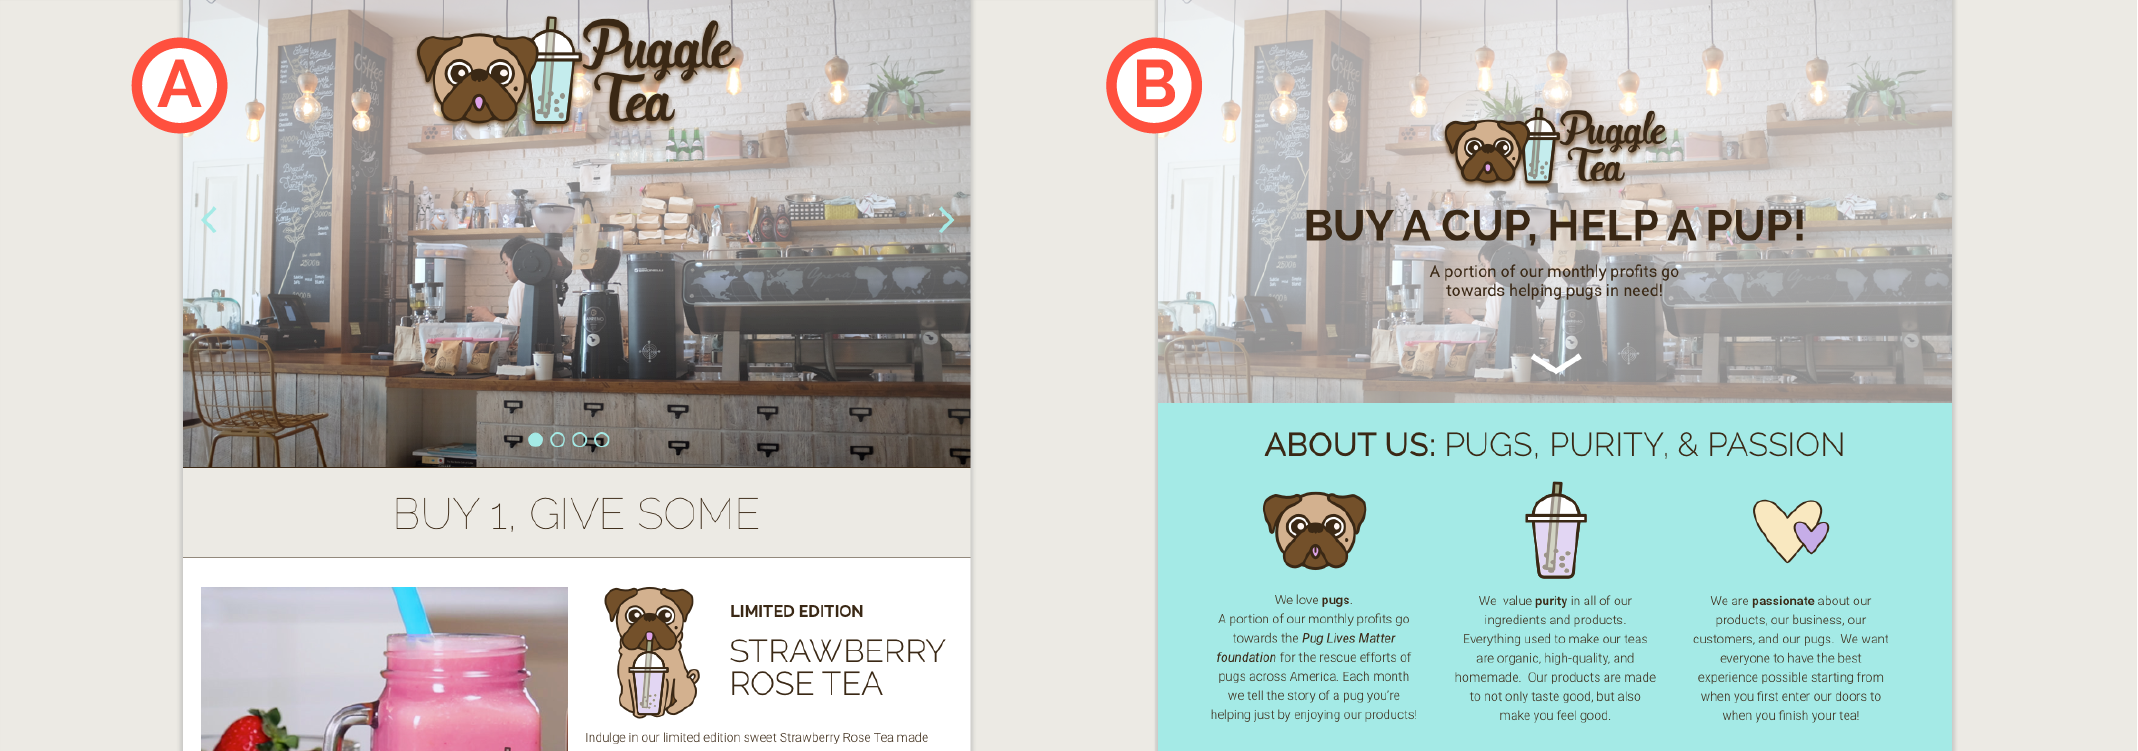 A
Puggle
Tea
BUY 1, GIVE SOME
LIMITED EDITION
STRAWBERRY
ROSE TEA
Indulge in our limited edition sweet Strawberry Rose Tea made
B
Puggle
Tea
BUY A CUP, HELP A PUP!
A portion of our monthly profits go
towards helping pugs in need!
ABOUT US: PUGS, PURITY, & PASSION
We love pugs.
A portion of our monthly profits go
towards the Pug Lives Matter
foundation for the rescue efforts of
pugs across America. Each month
we tell the story of a pug you're
helping just by enjoying our products!
We value purity in all of our
ingredients and products.
Everything used to make our teas
are organic, high-quality, and
homemade. Our products are made
to not only taste good, but also
make you feel good.
We are passionate about our
products, our business, our
customers, and our pugs. We want
everyone to have the best
experience possible starting from
when you first enter our doors to
when you finish your tea!